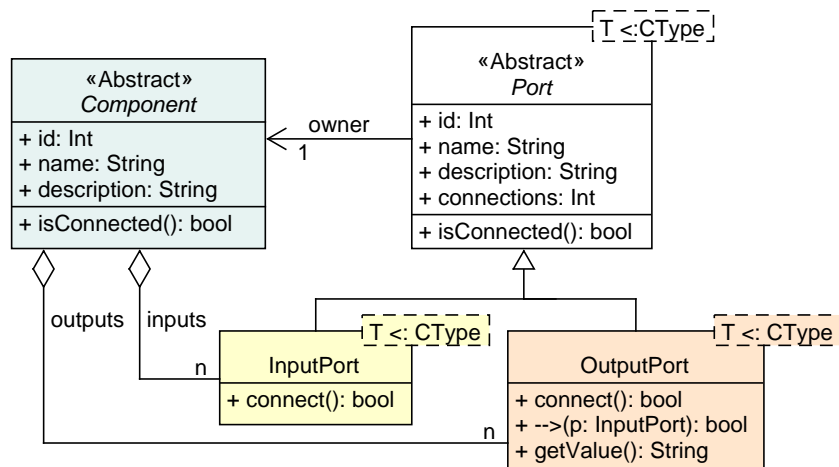 «Abstract»
Component
+ id: Int
+ name: String
+ description: String
+ isConnected(): bool
owner
1
T <:CType
«Abstract»
Port
+ id: Int
+ name: String
+ description: String
+ connections: Int
+ isConnected(): bool
outputs
inputs
n
n
T <: CType
InputPort
+ connect(): bool
T <: CType
OutputPort
+ connect(): bool
+ -->(p: InputPort): bool
+ getValue(): String